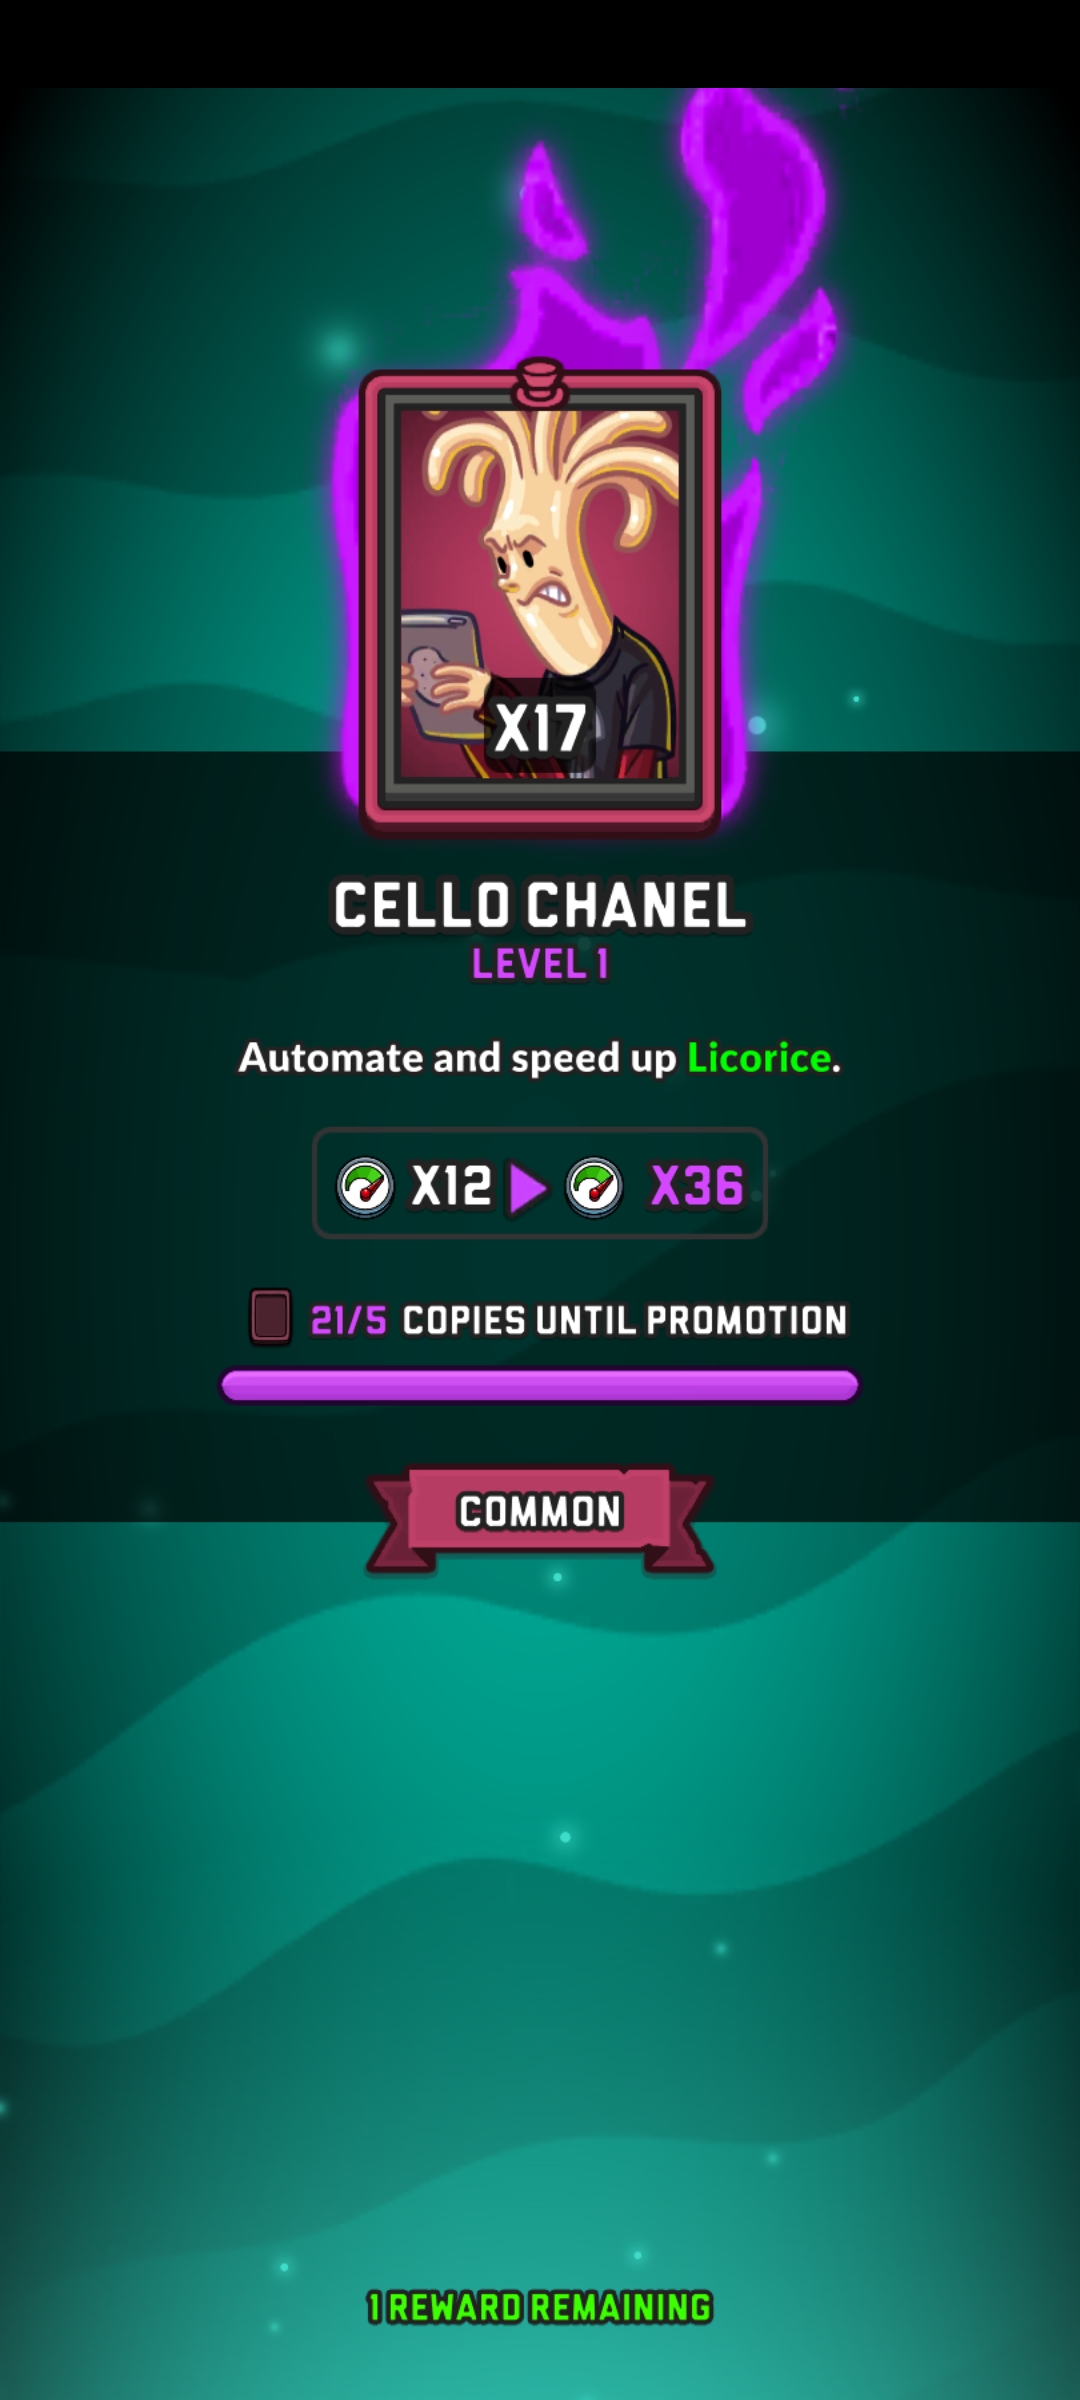 X17
CELLO CHANEL
LEVEL 1
Automate and speed up Licorice.
X12 X36
21/5 COPIES UNTIL PROMOTION
COMMON
1 REWARD REMAINING